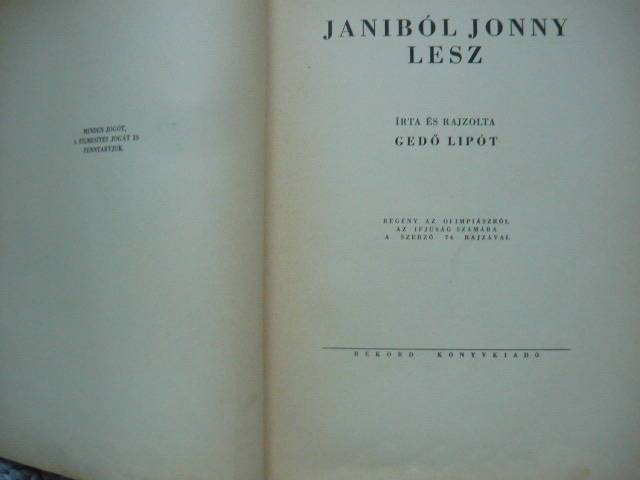 MINDEN JOGOT,
A FILMESITÉS JOGÁT IS
FENNTARTJUK.
JANIBÓL JONNY
LESZ
ÍRTA ÉS RAJZOLTA
GEDŐ LIPÓT
REGÉNY AZ OLIMPIÁSZRÓL
AZ IFJÚSÁG SZÁMÁRA
A SZERZŐ 74 RAJZÁVAL
REKORD KÖNYVKIADÓ